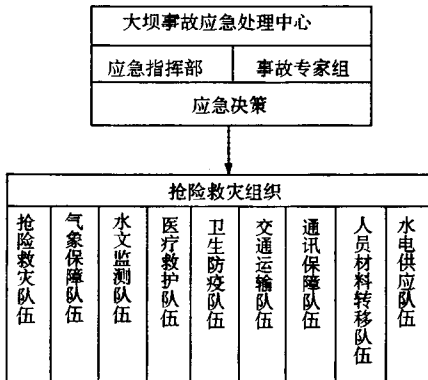 大坝事故应急处理中心
应急指挥部 事故专家组
应急决策
抢险救灾组织
抢险救灾队伍
气象保障队伍
水文监测队伍
医疗救护队伍
卫生防疫队伍
交通运输队伍
通讯保障队伍
人员材料转移队伍
水电供应队伍